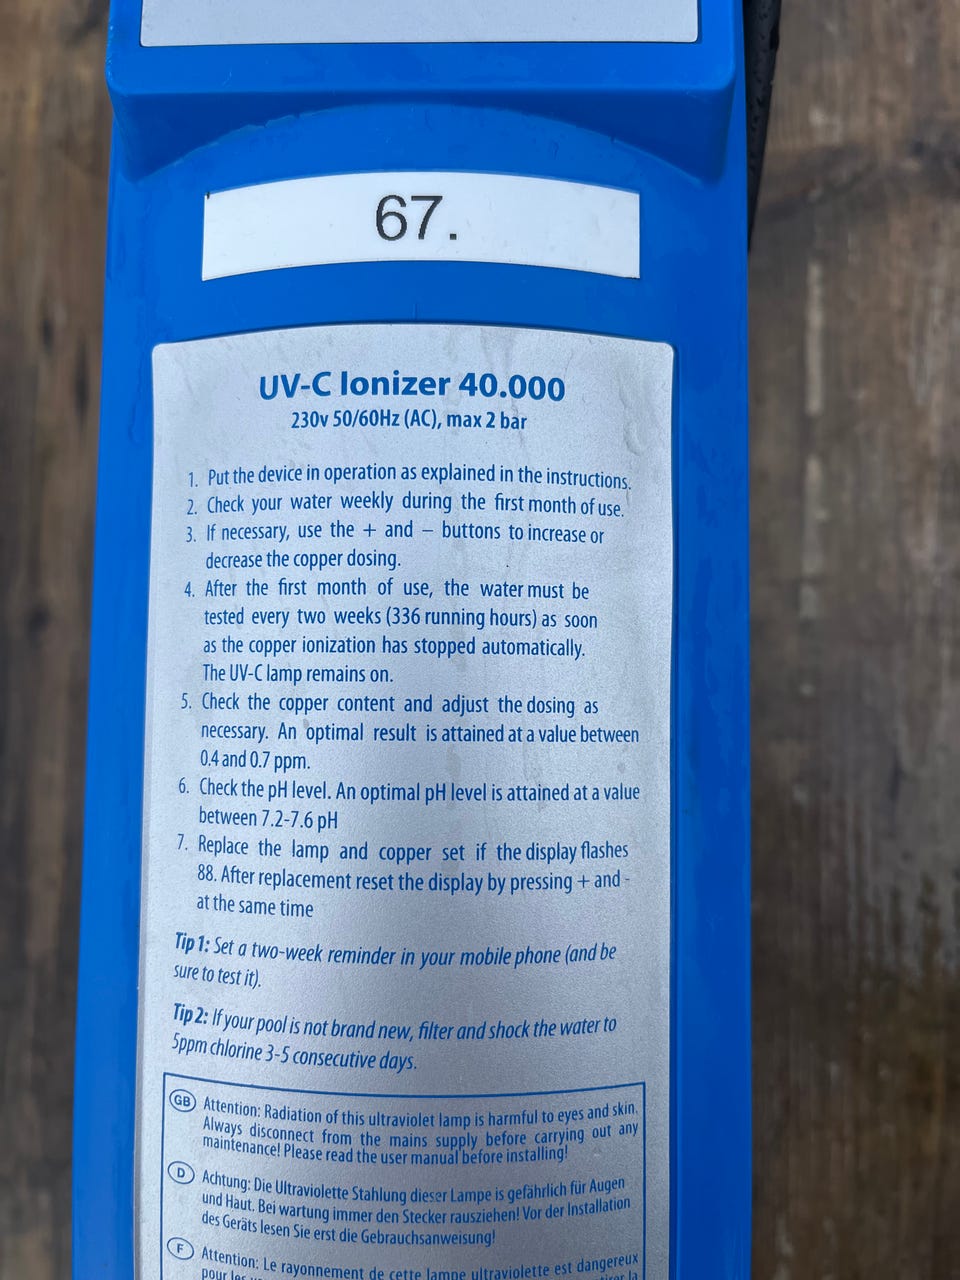 67.
UV-C Ionizer 40.000
230v 50/60Hz (AC), max 2 bar
1. Put the device in operation as explained in the instructions.
2. Check your water weekly during the first month of use.
3. If necessary, use the + and – buttons to increase or
decrease the copper dosing.
4. After the first month of use, the water must be
tested every two weeks (336 running hours) as soon
as the copper ionization has stopped automatically.
The UV-C lamp remains on.
5. Check the copper content and adjust the dosing as
necessary. An optimal result is attained at a value between
0.4 and 0.7 ppm.
6. Check the pH level. An optimal pH level is attained at a value
between 7.2-7.6 pH
7. Replace the lamp and copper set if the display flashes
88. After replacement reset the display by pressing + and -
at the same time
Tip 1: Set a two-week reminder in your mobile phone (and be
sure to test it).
Tip 2: If your pool is not brand new, filter and shock the water to
5ppm chlorine 3-5 consecutive days.
GB Attention: Radiation of this ultraviolet lamp is harmful to eyes and skin.
Always disconnect from the mains supply before carrying out any
maintenance! Please read the user manual before installing!
D Achtung: Die Ultraviolette Stahlung dieser Lampe is gefährlich für Augen
und Haut. Bei wartung immer den Stecker rausziehen! Vor der Installation
des Geräts lesen Sie erst die Gebrauchsanweisung!
F Attention: Le rayonnement de cette lampe ultraviolette est dangereux
pour les